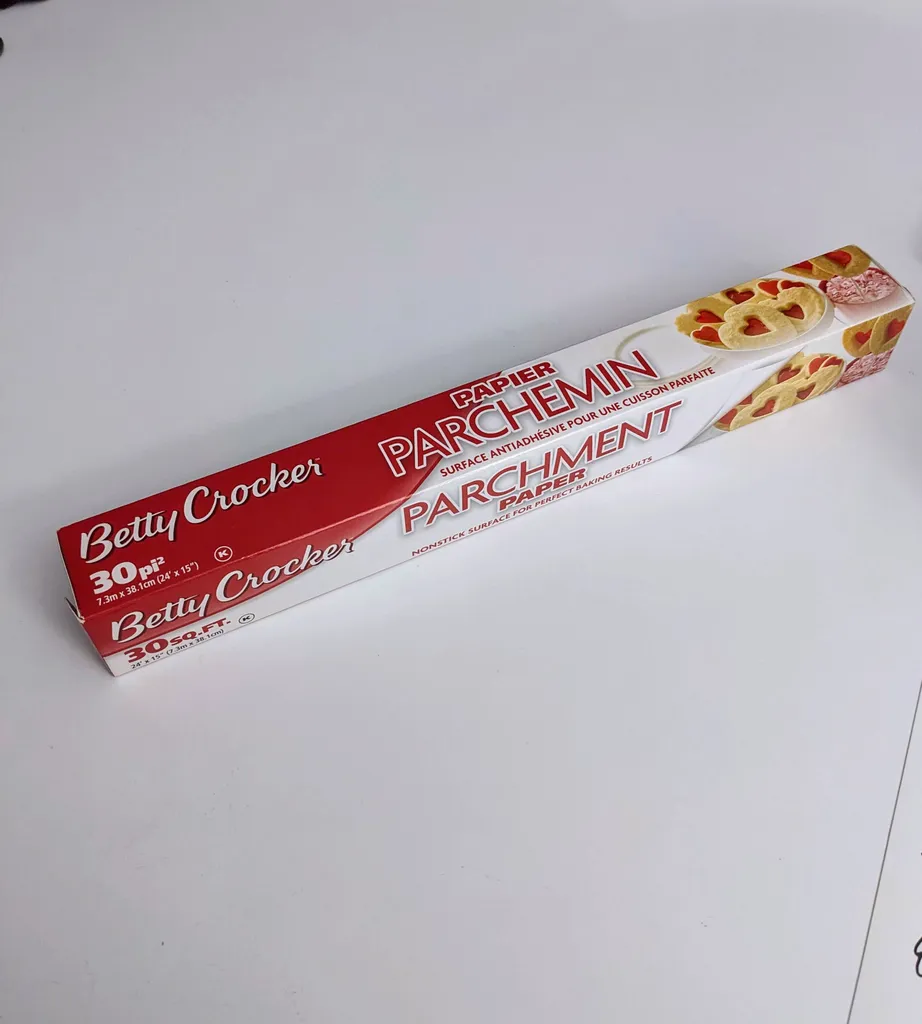 Betty Crocker
30pi²
7.3m x 38.1cm (24' x 15")
K
PAPIER
PARCHEMIN
SURFACE ANTIADHÉSIVE POUR UNE CUISSON PARFAITE
Betty Crocker
30SQ.FT.
24' x 15" (7.3m x 38.1cm)
K
PARCHMENT
PAPER
NONSTICK SURFACE FOR PERFECT BAKING RESULTS